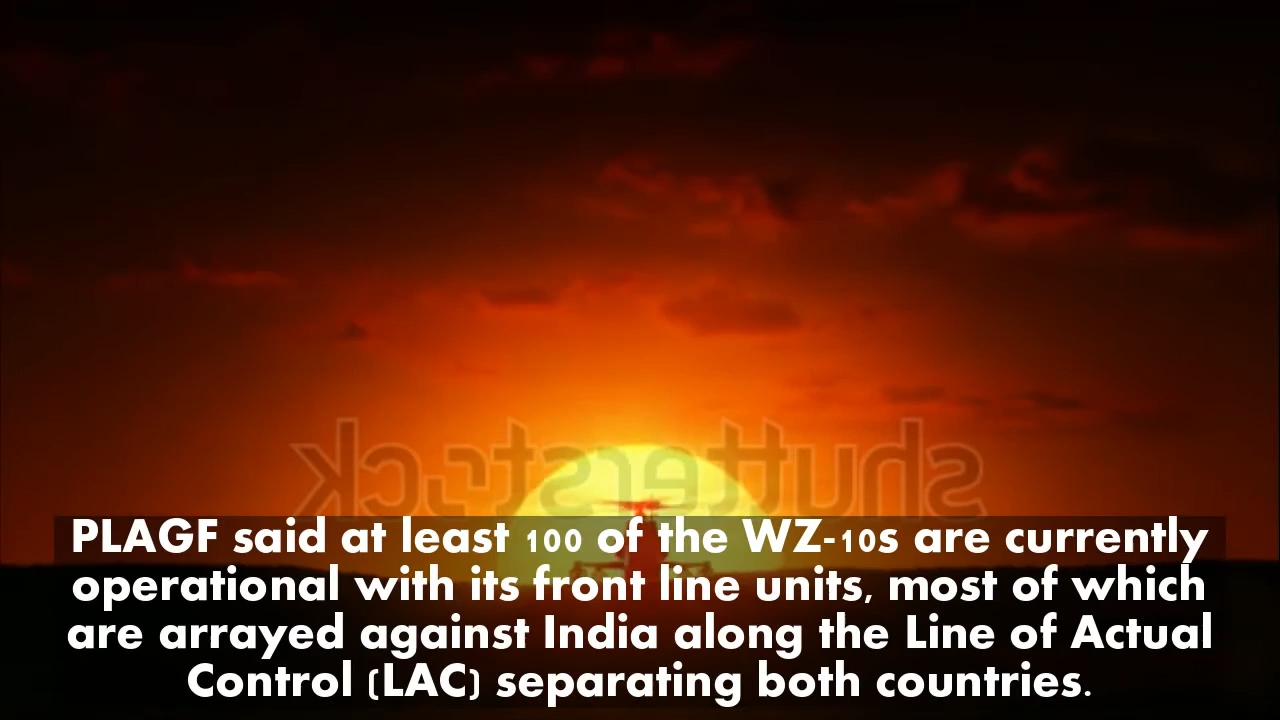 shutterstock
PLAGF said at least 100 of the WZ-10s are currently
operational with its front line units, most of which
are arrayed against India along the Line of Actual
Control (LAC) separating both countries.